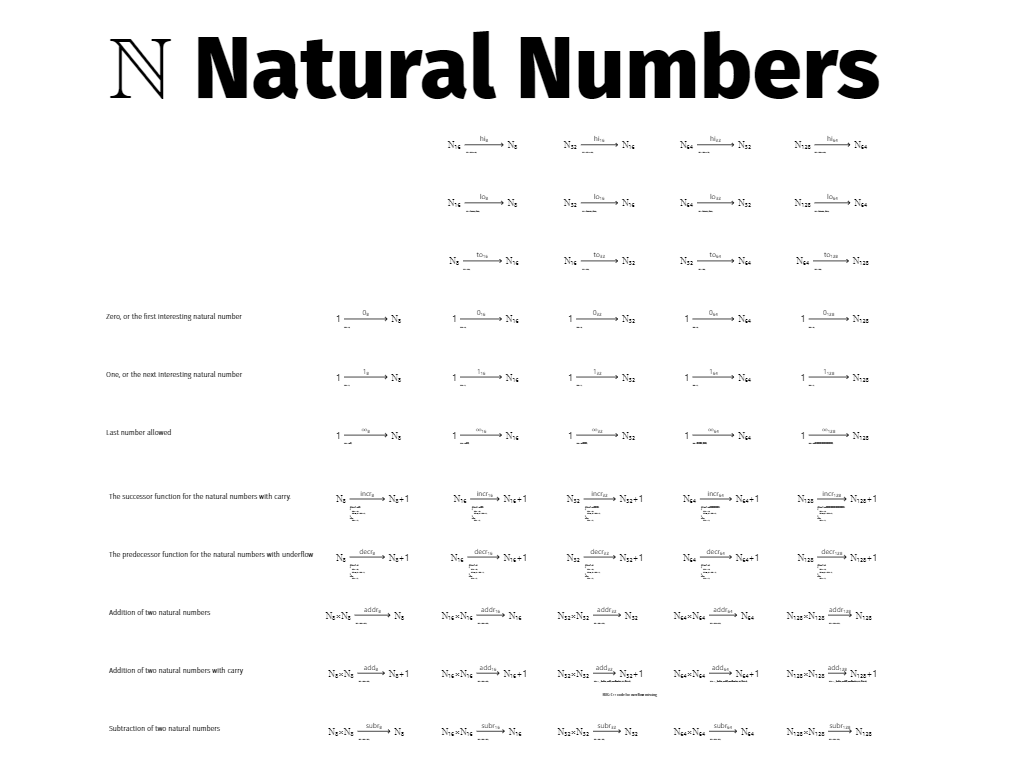 ℕ Natural Numbers
hi₈ hi₁₆ hi₃₂ hi₆₄
N₁₆ N₈ N₃₂ N₁₆ N₆₄ N₃₂ N₁₂₈ N₆₄
lo₈ lo₁₆ lo₃₂ lo₆₄
N₁₆ N₈ N₃₂ N₁₆ N₆₄ N₃₂ N₁₂₈ N₆₄
to₁₆ to₃₂ to₆₄ to₁₂₈
N₈ N₁₆ N₁₆ N₃₂ N₃₂ N₆₄ N₆₄ N₁₂₈
0₈ 0₁₆ 0₃₂ 0₆₄ 0₁₂₈
Zero, or the first interesting natural number 1 N₈ 1 N₁₆ 1 N₃₂ 1 N₆₄ 1 N₁₂₈
1₈ 1₁₆ 1₃₂ 1₆₄ 1₁₂₈
One, or the next interesting natural number 1 N₈ 1 N₁₆ 1 N₃₂ 1 N₆₄ 1 N₁₂₈
∞₈ ∞₁₆ ∞₃₂ ∞₆₄ ∞₁₂₈
Last number allowed 1 N₈ 1 N₁₆ 1 N₃₂ 1 N₆₄ 1 N₁₂₈
incr₈ incr₁₆ incr₃₂ incr₆₄ incr₁₂₈
The successor function for the natural numbers with carry. N₈ N₈+1 N₁₆ N₁₆+1 N₃₂ N₃₂+1 N₆₄ N₆₄+1 N₁₂₈ N₁₂₈+1
decr₈ decr₁₆ decr₃₂ decr₆₄ decr₁₂₈
The predecessor function for the natural numbers with underflow N₈ N₈+1 N₁₆ N₁₆+1 N₃₂ N₃₂+1 N₆₄ N₆₄+1 N₁₂₈ N₁₂₈+1
addr₈ addr₁₆ addr₃₂ addr₆₄ addr₁₂₈
Addition of two natural numbers N₈×N₈ N₈ N₁₆×N₁₆ N₁₆ N₃₂×N₃₂ N₃₂ N₆₄×N₆₄ N₆₄ N₁₂₈×N₁₂₈ N₁₂₈
add₈ add₁₆ add₃₂ add₆₄ add₁₂₈
Addition of two natural numbers with carry N₈×N₈ N₈+1 N₁₆×N₁₆ N₁₆+1 N₃₂×N₃₂ N₃₂+1 N₆₄×N₆₄ N₆₄+1 N₁₂₈×N₁₂₈ N₁₂₈+1
subr₈ subr₁₆ subr₃₂ subr₆₄ subr₁₂₈
Subtraction of two natural numbers N₈×N₈ N₈ N₁₆×N₁₆ N₁₆ N₃₂×N₃₂ N₃₂ N₆₄×N₆₄ N₆₄ N₁₂₈×N₁₂₈ N₁₂₈